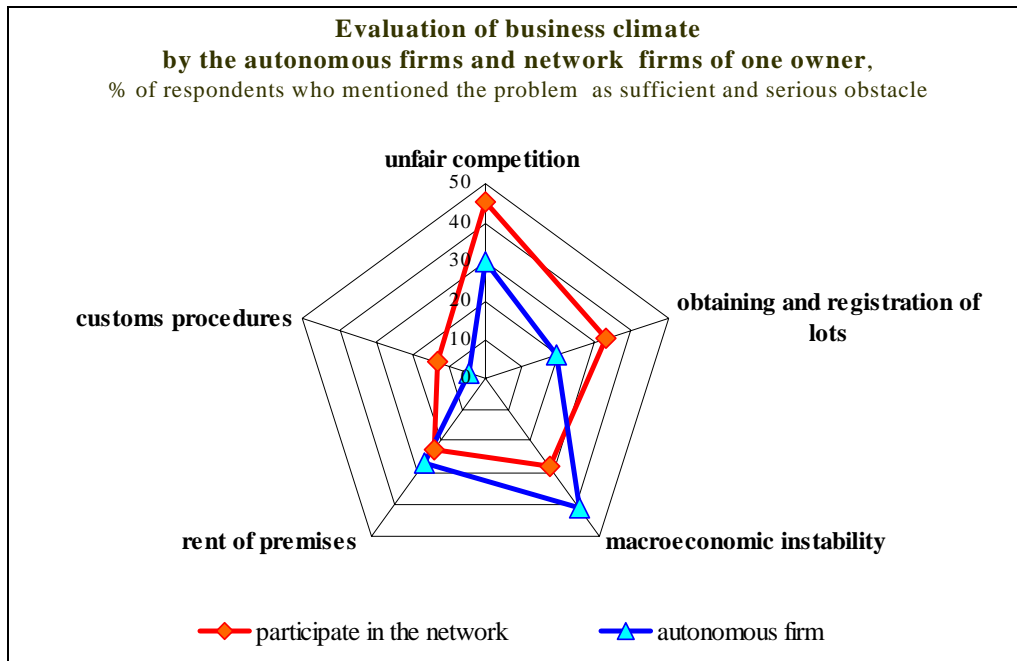 Evaluation of business climate
by the autonomous firms and network firms of one owner,
% of respondents who mentioned the problem as sufficient and serious obstacle
unfair competition
50
40
30
20
10
0
obtaining and registration of
lots
customs procedures
rent of premises
macroeconomic instability
participate in the network
autonomous firm